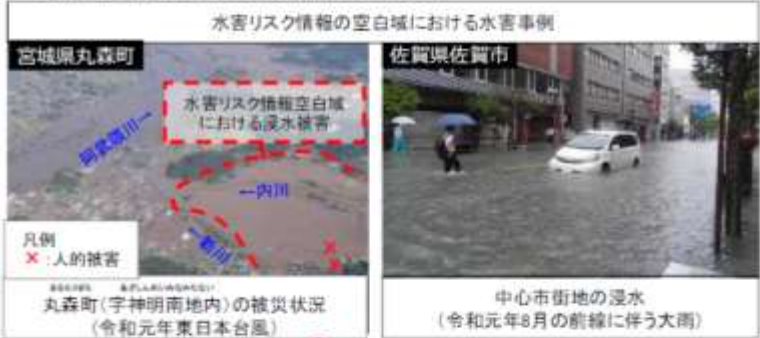 水害リスク情報の空白域における水害事例
宮城県丸森町
水害リスク情報空白域
における浸水被害
阿武隈川→
←内川
←新川
凡例
×:人的被害
丸森町(字神明南地内)の被災状況
(令和元年東日本台風)
佐賀県佐賀市
中心市街地の浸水
(令和元年8月の前線に伴う大雨)